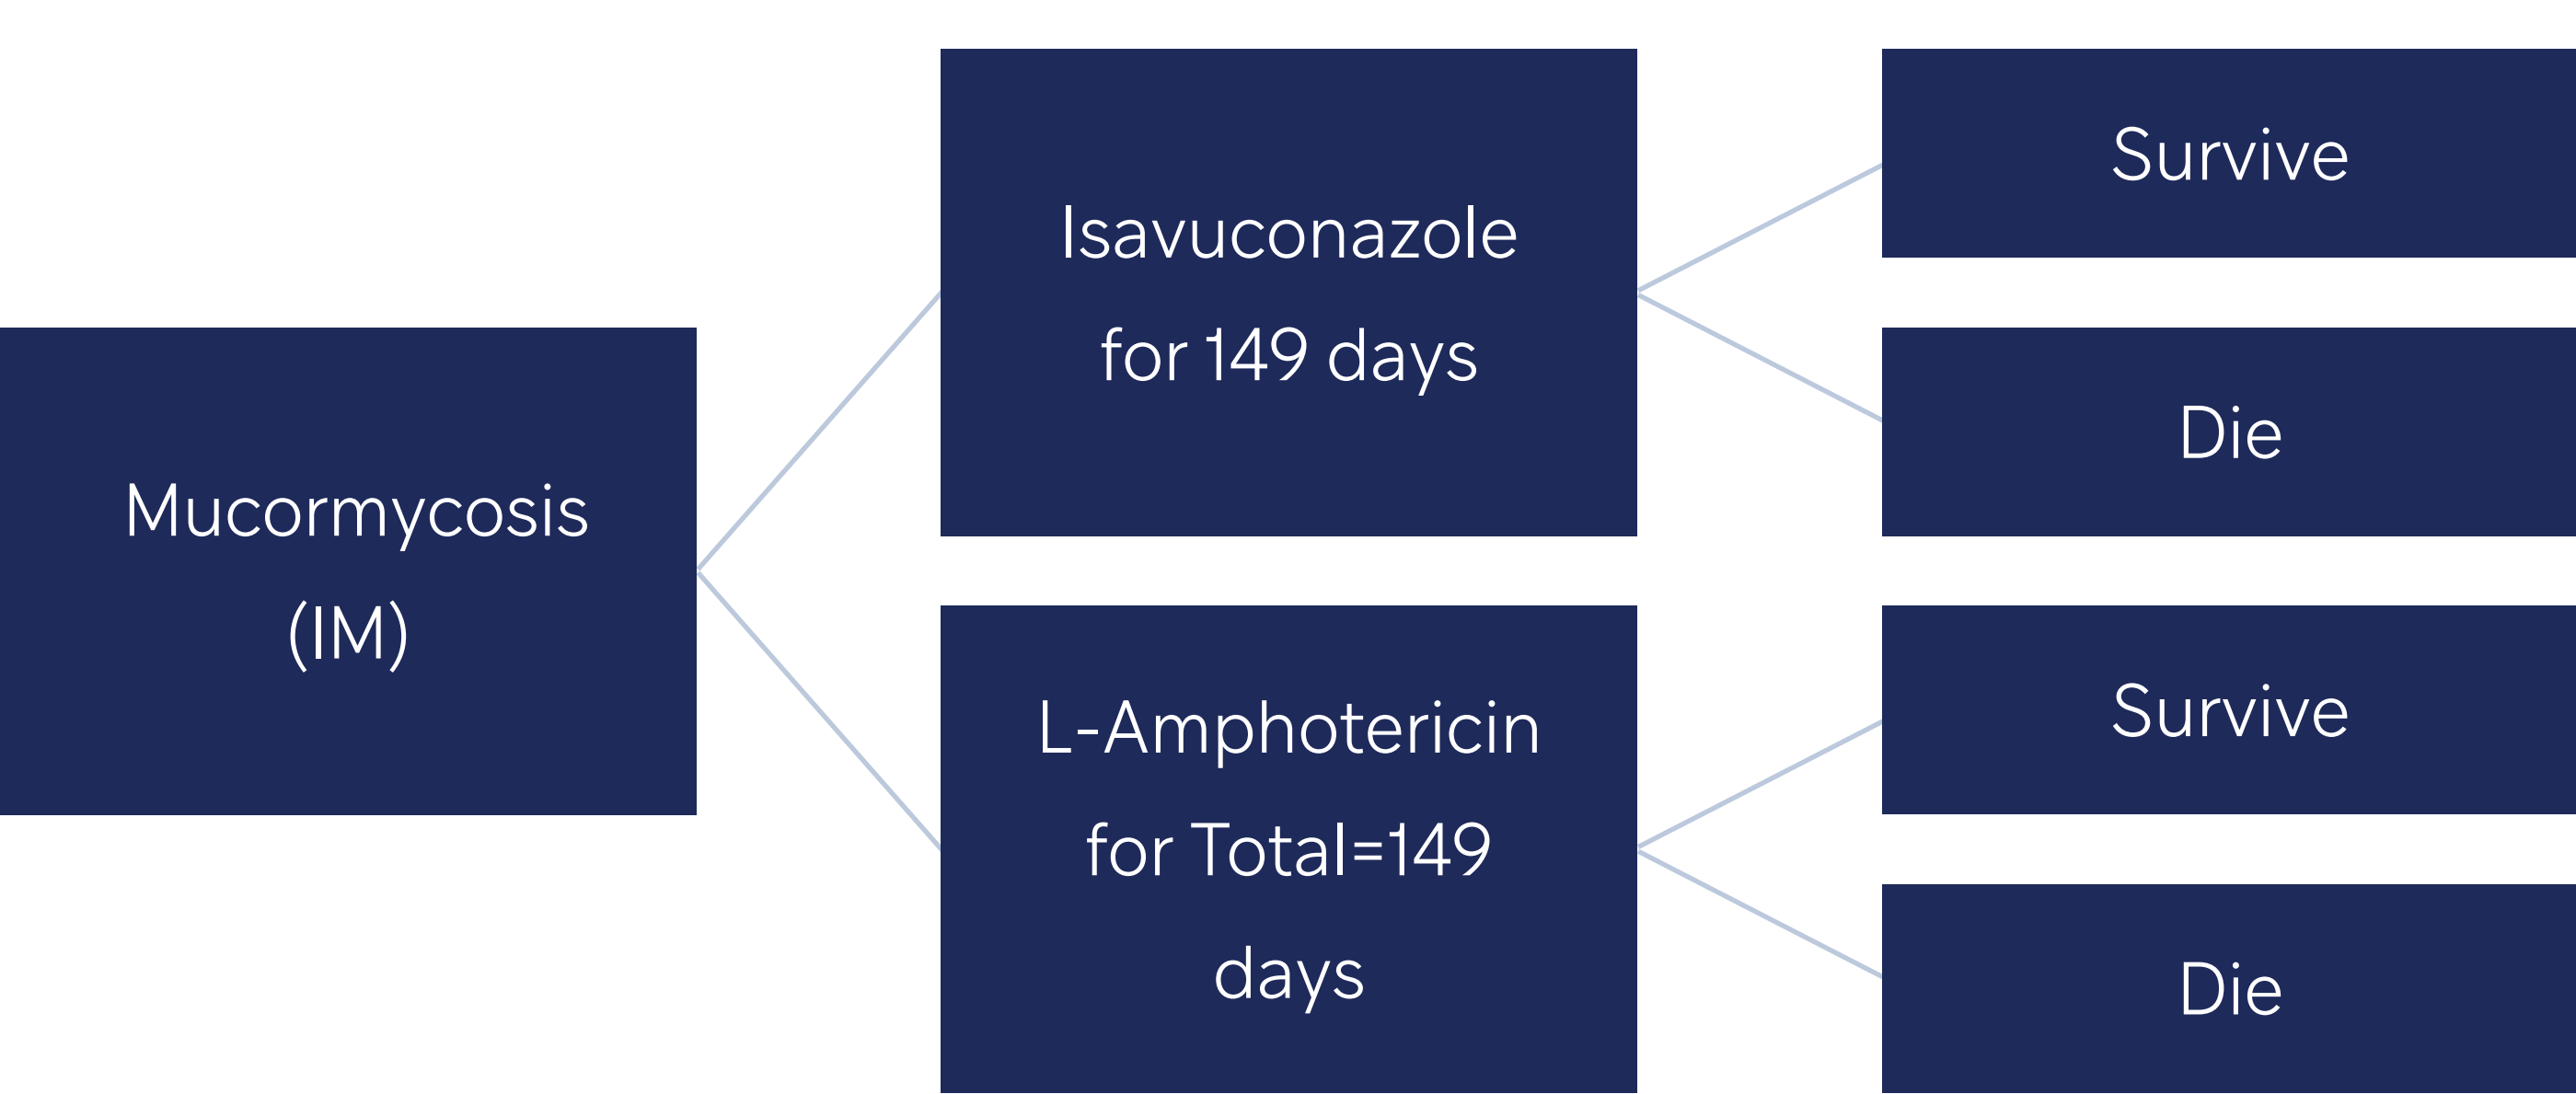 Mucormycosis
(IM)
Isavuconazole
for 149 days
Survive
Die
L-Amphotericin
for Total=149
days
Survive
Die